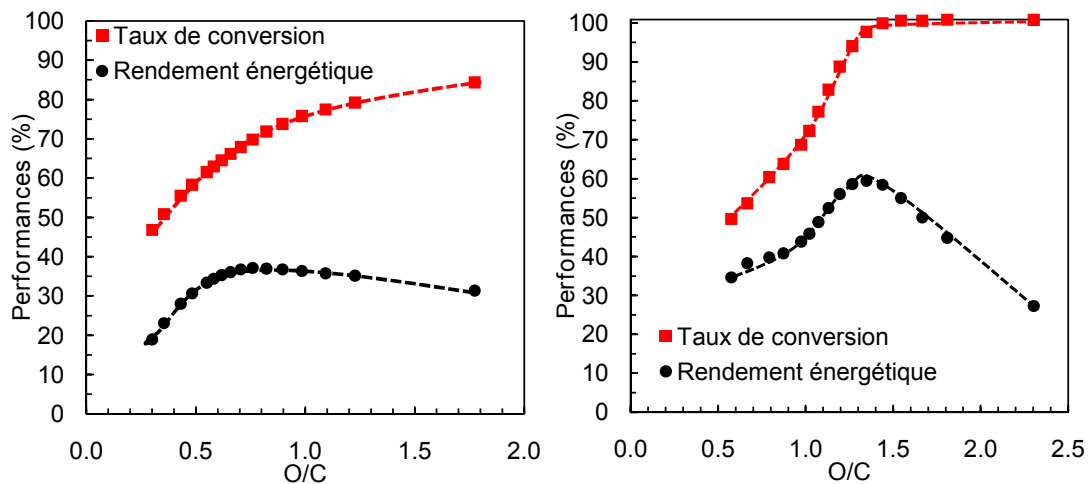 100
90
80
70
60
50
40
30
20
10
0
Performances (%)
Taux de conversion
Rendement énergétique
0.0 0.5 1.0 1.5 2.0
O/C
100
90
80
70
60
50
40
30
20
10
0
Performances (%)
Taux de conversion
Rendement énergétique
0.0 0.5 1.0 1.5 2.0 2.5
O/C